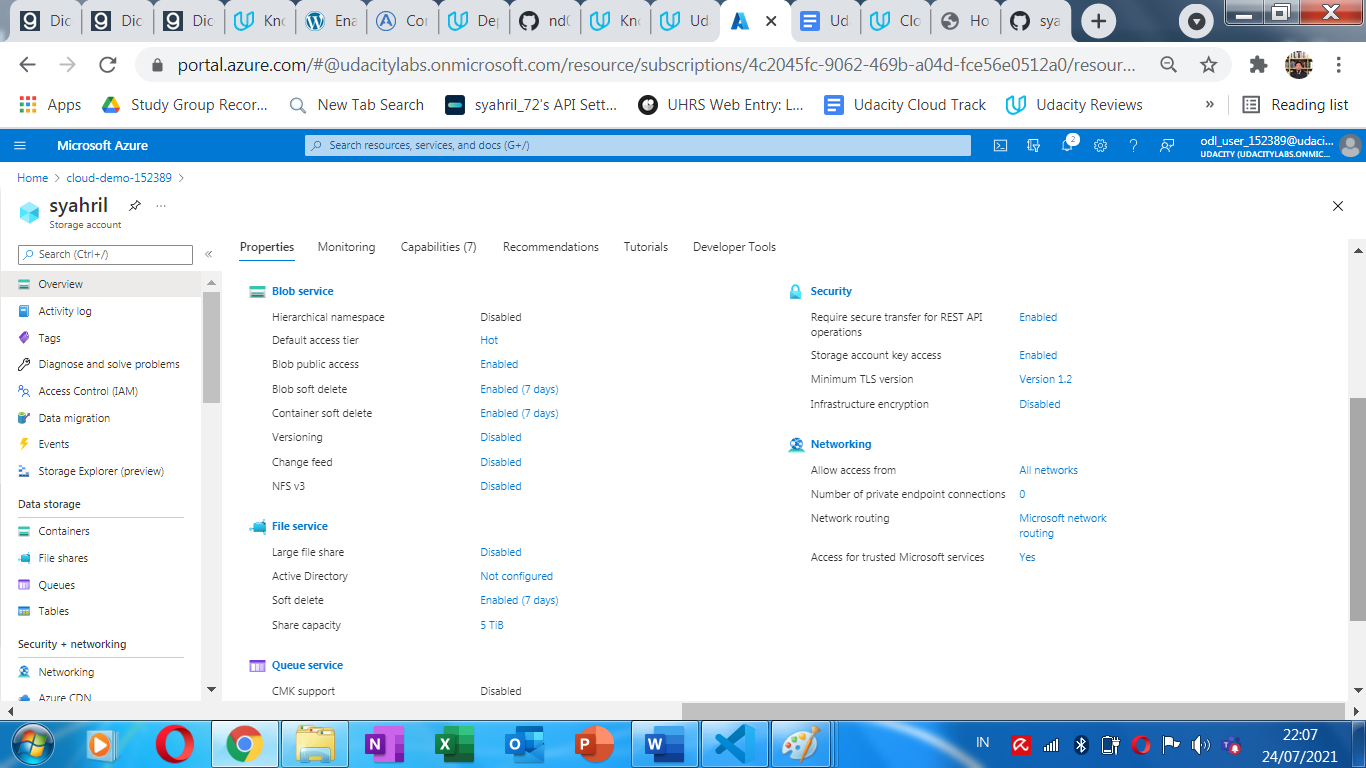 Dic
Dic
Dic
Kno
Ena
Cor
Dep
nd0
Kno
Ud
Ud
Clo
Ho
sya
portal.azure.com/#@udacitylabs.onmicrosoft.com/resource/subscriptions/4c2045fc-9062-469b-a04d-fce56e0512a0/resour...
Apps
Study Group Recor...
New Tab Search
syahril_72's API Sett...
UHRS Web Entry: L...
Udacity Cloud Track
Udacity Reviews
»
Reading list
Microsoft Azure
Search resources, services, and docs (G+/)
2
odl_user_152389@udaci...
UDACITY (UDACITYLABS.ONMIC...
Home > cloud-demo-152389 >
syahril
...
Storage account
Search (Ctrl+/)
«
Overview
Activity log
Tags
Diagnose and solve problems
Access Control (IAM)
Data migration
Events
Storage Explorer (preview)
Data storage
Containers
File shares
Queues
Tables
Security + networking
Networking
Azure CDN
Properties
Monitoring
Capabilities (7)
Recommendations
Tutorials
Developer Tools
Blob service
Hierarchical namespace Disabled
Default access tier Hot
Blob public access Enabled
Blob soft delete Enabled (7 days)
Container soft delete Enabled (7 days)
Versioning Disabled
Change feed Disabled
NFS v3 Disabled
File service
Large file share Disabled
Active Directory Not configured
Soft delete Enabled (7 days)
Share capacity 5 TiB
Queue service
CMK support Disabled
Security
Require secure transfer for REST API Enabled
operations
Storage account key access Enabled
Minimum TLS version Version 1.2
Infrastructure encryption Disabled
Networking
Allow access from All networks
Number of private endpoint connections 0
Network routing Microsoft network
routing
Access for trusted Microsoft services Yes
IN
22:07
24/07/2021